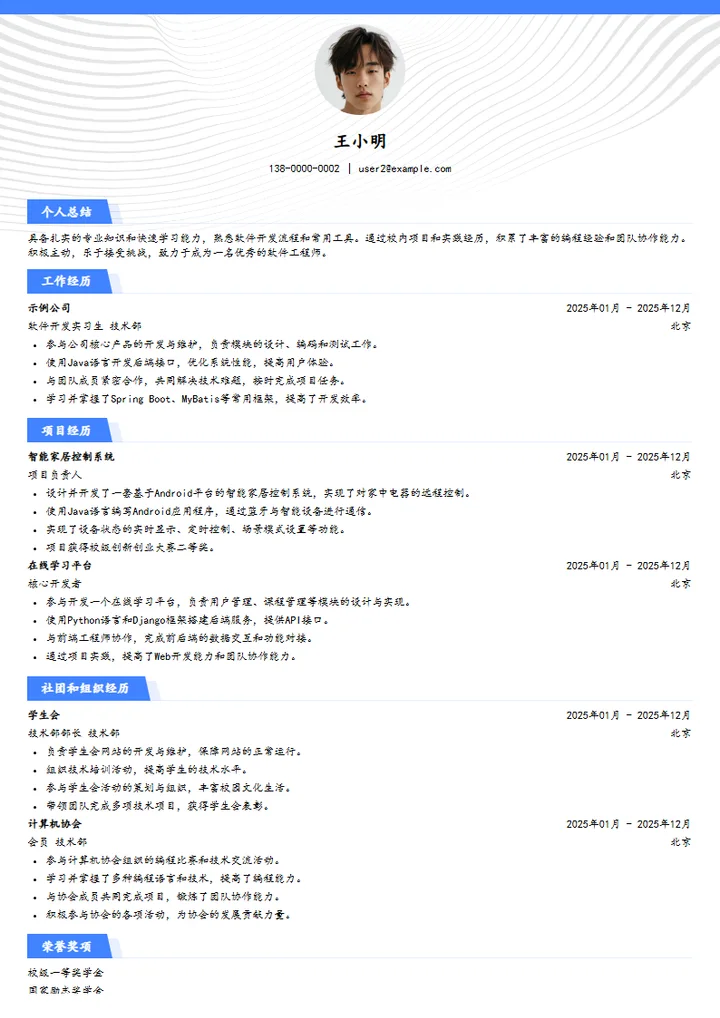 王小明
138-0000-0002 | user2@example.com
个人总结
具备扎实的专业知识和快速学习能力，熟悉软件开发流程和常用工具。通过校内项目和实践经历，积累了丰富的编程经验和团队协作能力。
积极主动，乐于接受挑战，致力于成为一名优秀的软件工程师。
工作经历
示例公司 2025年01月 - 2025年12月
软件开发实习生 技术部 北京
• 参与公司核心产品的开发与维护，负责模块的设计、编码和测试工作。
• 使用Java语言开发后端接口，优化系统性能，提高用户体验。
• 与团队成员紧密合作，共同解决技术难题，按时完成项目任务。
• 学习并掌握了Spring Boot、MyBatis等常用框架，提高了开发效率。
项目经历
智能家居控制系统 2025年01月 - 2025年12月
项目负责人 北京
• 设计并开发了一套基于Android平台的智能家居控制系统，实现了对家中电器的远程控制。
• 使用Java语言编写Android应用程序，通过蓝牙与智能设备进行通信。
• 实现了设备状态的实时显示、定时控制、场景模式设置等功能。
• 项目获得校级创新创业大赛二等奖。
在线学习平台 2025年01月 - 2025年12月
核心开发者 北京
• 参与开发一个在线学习平台，负责用户管理、课程管理等模块的设计与实现。
• 使用Python语言和Django框架搭建后端服务，提供API接口。
• 与前端工程师协作，完成前后端的数据交互和功能对接。
• 通过项目实践，提高了Web开发能力和团队协作能力。
社团和组织经历
学生会 2025年01月 - 2025年12月
技术部部长 技术部 北京
• 负责学生会网站的开发与维护，保障网站的正常运行。
• 组织技术培训活动，提高学生的技术水平。
• 参与学生会活动的策划与组织，丰富校园文化生活。
• 带领团队完成多项技术项目，获得学生会表彰。
计算机协会 2025年01月 - 2025年12月
会员 技术部 北京
• 参与计算机协会组织的编程比赛和技术交流活动。
• 学习并掌握了多种编程语言和技术，提高了编程能力。
• 与协会成员共同完成项目，锻炼了团队协作能力。
• 积极参与协会的各项活动，为协会的发展贡献力量。
荣誉奖项
校级一等奖学金
国家励志奖学金